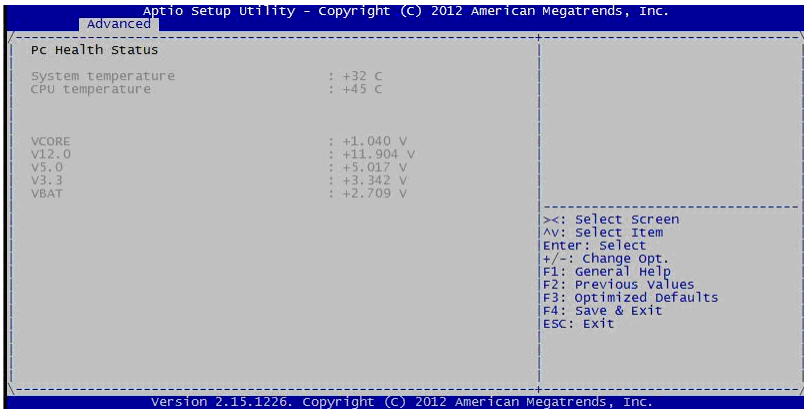 Aptio Setup Utility - Copyright (C) 2012 American Megatrends, Inc.
Advanced
Pc Health Status
System temperature : +32 C
CPU temperature : +45 C
VCORE : +1.040 V
V12.0 : +11.904 V
V5.0 : +5.017 V
V3.3 : +3.342 V
VBAT : +2.709 V
><: Select Screen
^v: Select Item
Enter: Select
+/-: Change Opt.
F1: General Help
F2: Previous Values
F3: Optimized Defaults
F4: Save & Exit
ESC: Exit
Version 2.15.1226. Copyright (C) 2012 American Megatrends, Inc.